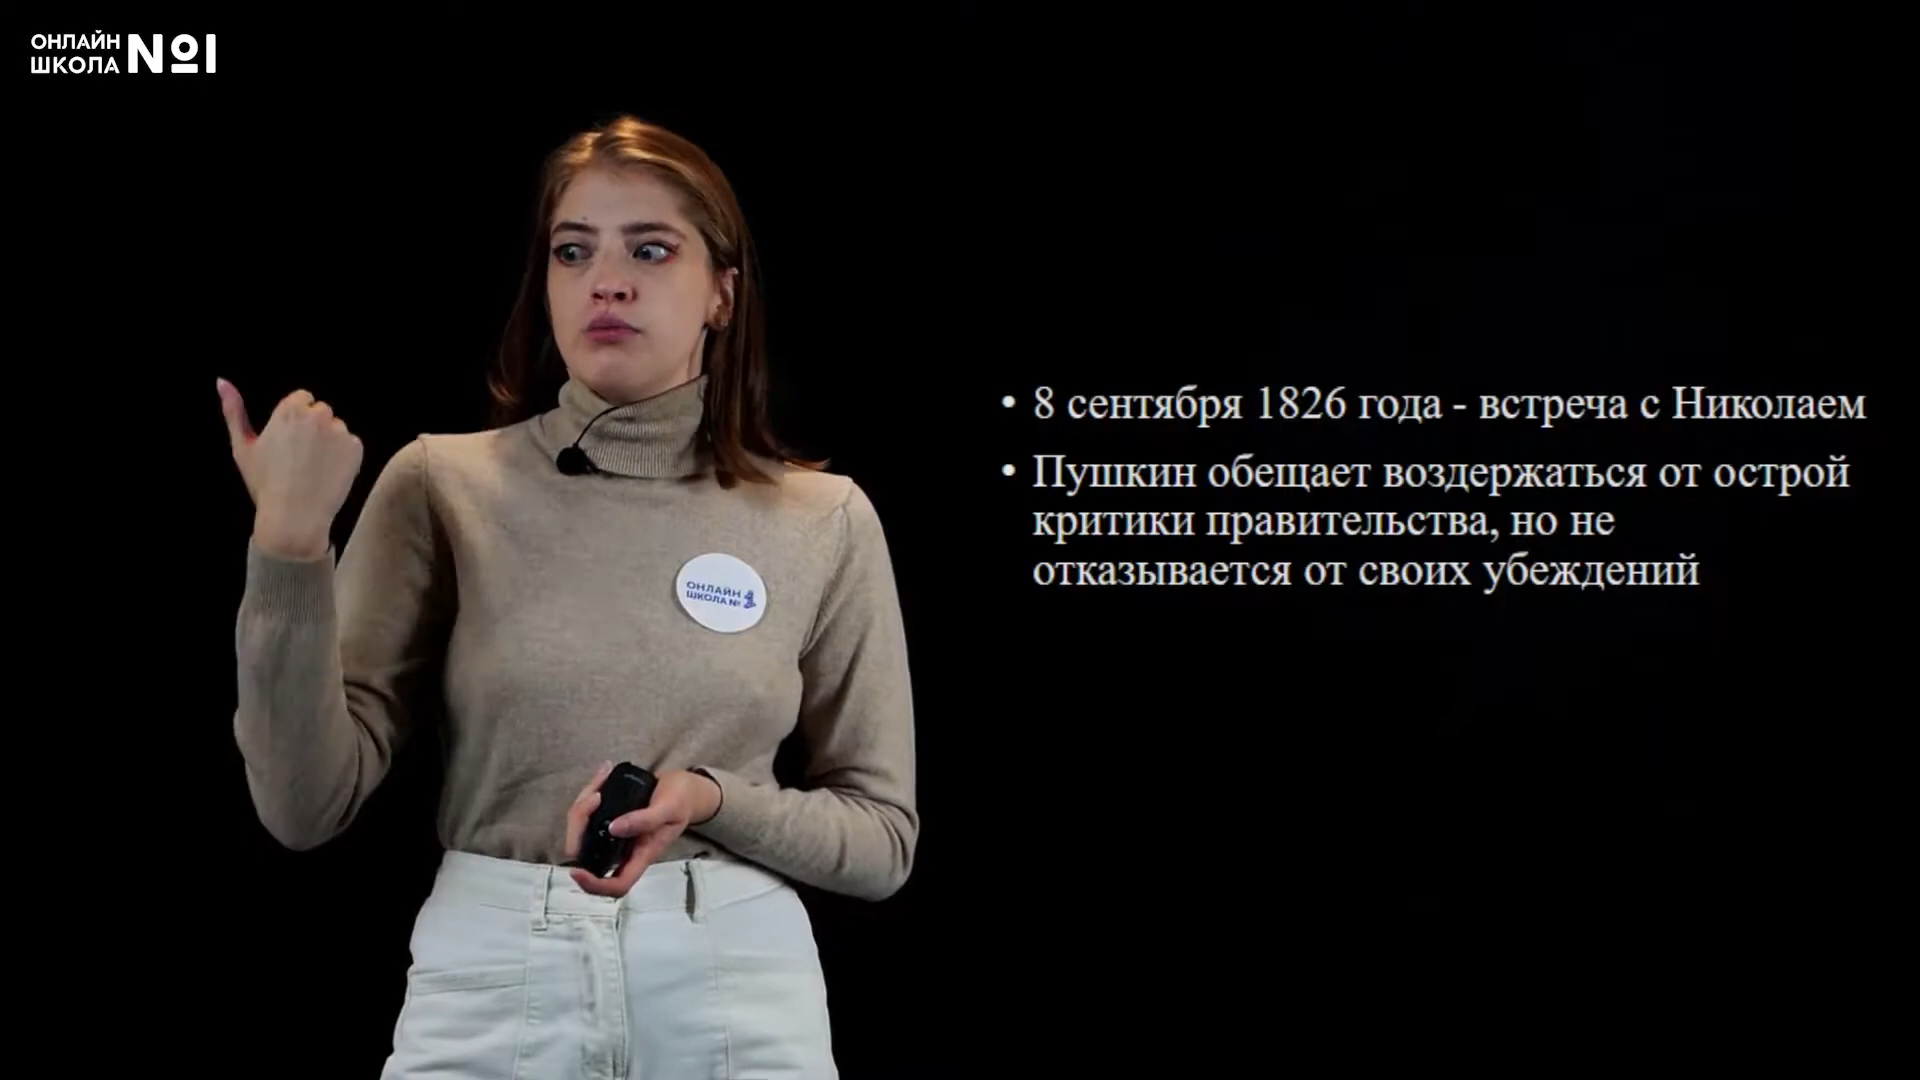 ОНЛАЙН
ШКОЛА №1
• 8 сентября 1826 года - встреча с Николаем
• Пушкин обещает воздержаться от острой
критики правительства, но не
отказывается от своих убеждений
ОНЛАЙН
ШКОЛА №1